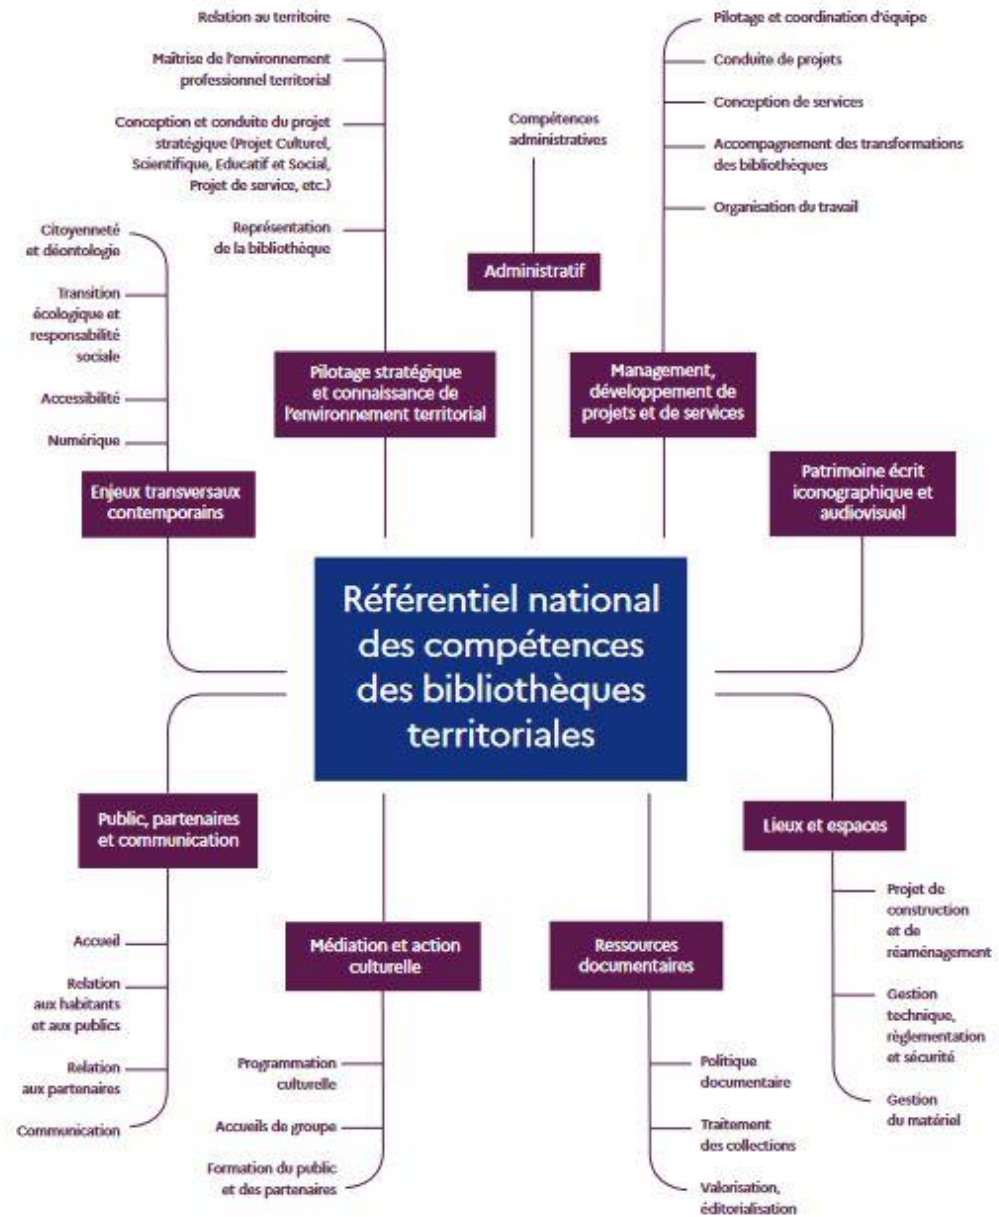 Relation au territoire
Maîtrise de l'environnement
professionnel territorial
Conception et conduite du projet
stratégique (Projet Culturel,
Scientifique, Educatif et Social,
Projet de service, etc.)
Représentation
de la bibliothèque
Pilotage stratégique
et connaissance de
l'environnement territorial
Compétences
administratives
Administratif
Pilotage et coordination d'équipe
Conduite de projets
Conception de services
Accompagnement des transformations
des bibliothèques
Organisation du travail
Management,
développement de
projets et de services
Citoyenneté
et déontologie
Transition
écologique et
responsabilité
sociale
Accessibilité
Numérique
Enjeux transversaux
contemporains
Patrimoine écrit
iconographique et
audiovisuel
Référentiel national
des compétences
des bibliothèques
territoriales
Public, partenaires
et communication
Accueil
Relation
aux habitants
et aux publics
Relation
aux partenaires
Communication
Médiation et action
culturelle
Programmation
culturelle
Accueils de groupe
Formation du public
et des partenaires
Ressources
documentaires
Politique
documentaire
Traitement
des collections
Valorisation,
éditorialisation
Lieux et espaces
Projet de
construction
et de
réaménagement
Gestion
technique,
règlementation
et sécurité
Gestion
du matériel